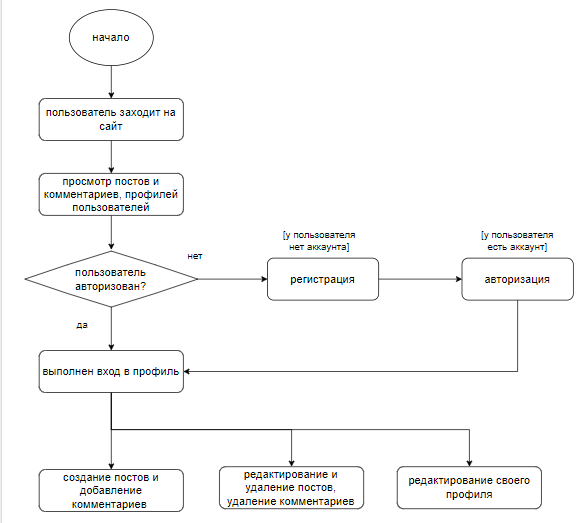 начало
пользователь заходит на
сайт
просмотр постов и
комментариев, профилей
пользователей
[у пользователя
нет аккаунта]
[у пользователя
есть аккаунт]
пользователь
авторизован?
нет
регистрация
авторизация
да
выполнен вход в профиль
создание постов и
добавление
комментариев
редактирование и
удаление постов,
удаление комментариев
редактирование своего
профиля